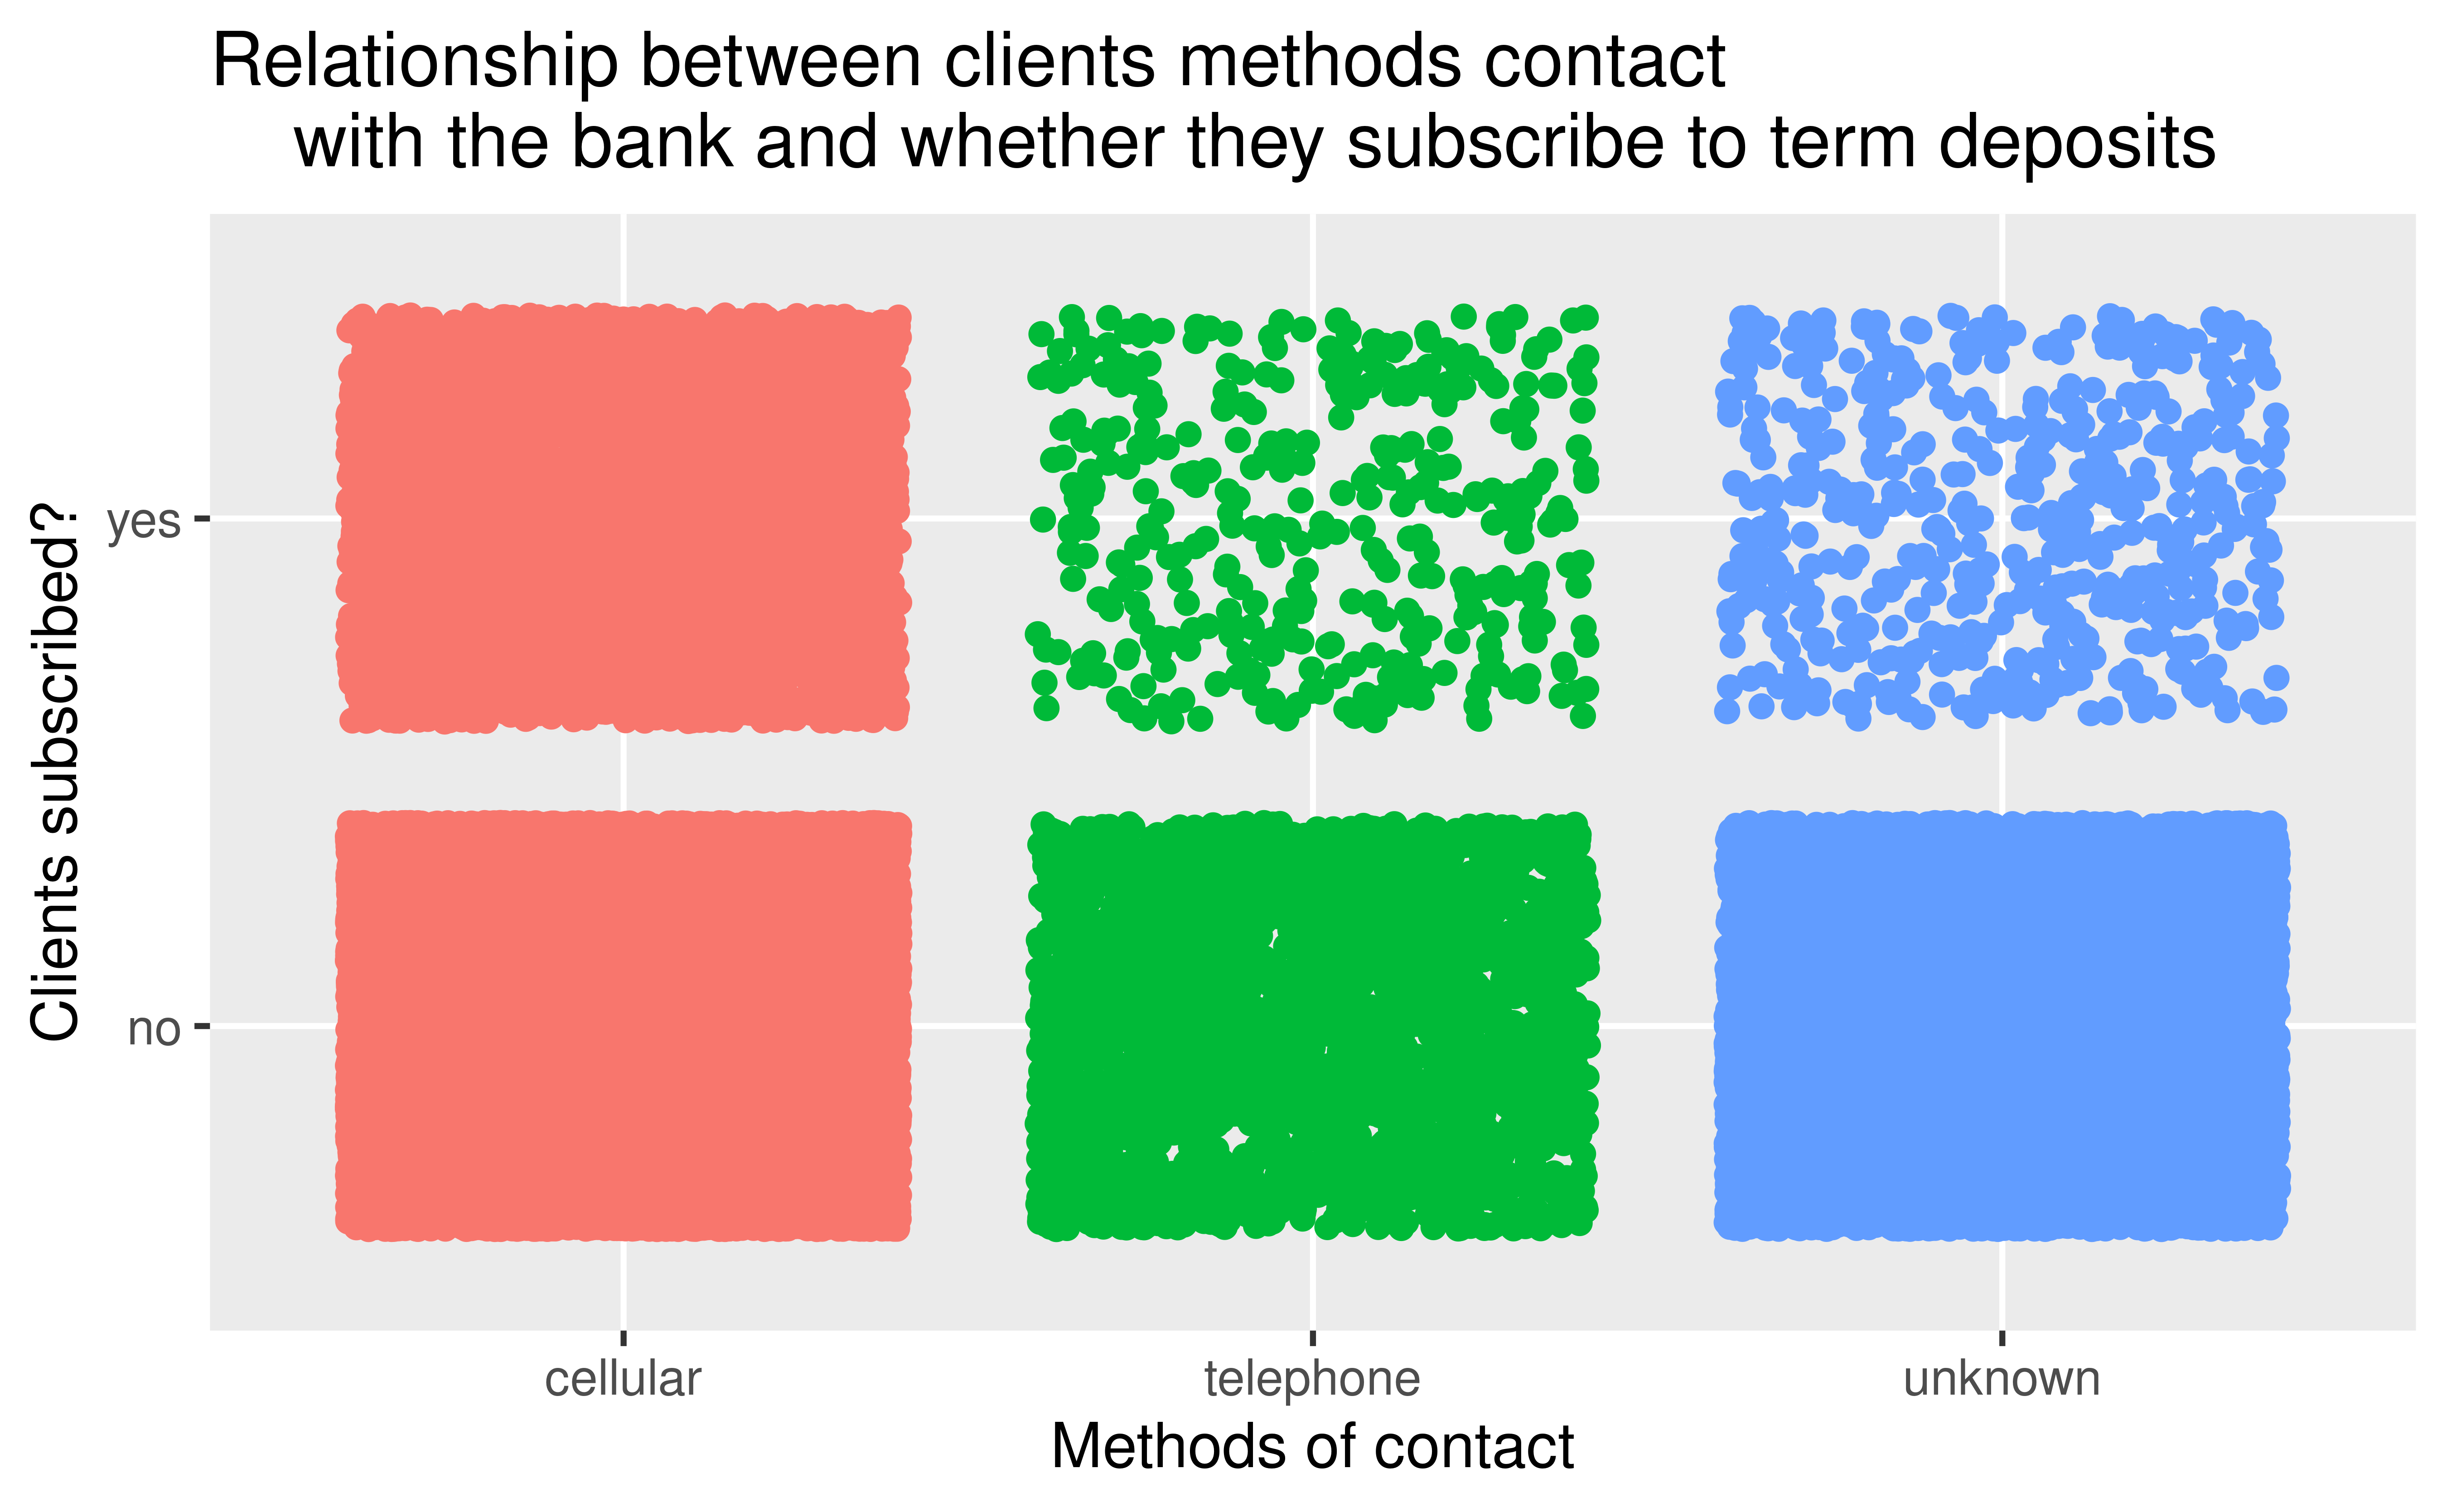 Relationship between clients methods contact
with the bank and whether they subscribe to term deposits
Clients subscribed?
yes
no
cellular
telephone
unknown
Methods of contact